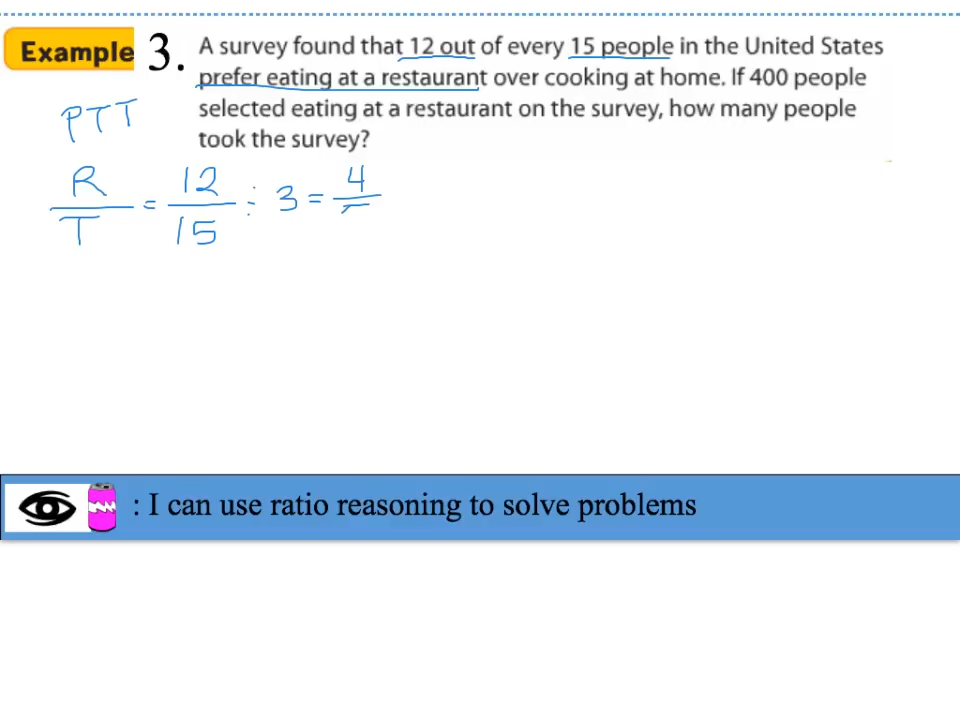 Example 3. A survey found that 12 out of every 15 people in the United States
prefer eating at a restaurant over cooking at home. If 400 people
selected eating at a restaurant on the survey, how many people
took the survey?
PTT
R/T = 12/15 ÷ 3 = 4/
: I can use ratio reasoning to solve problems